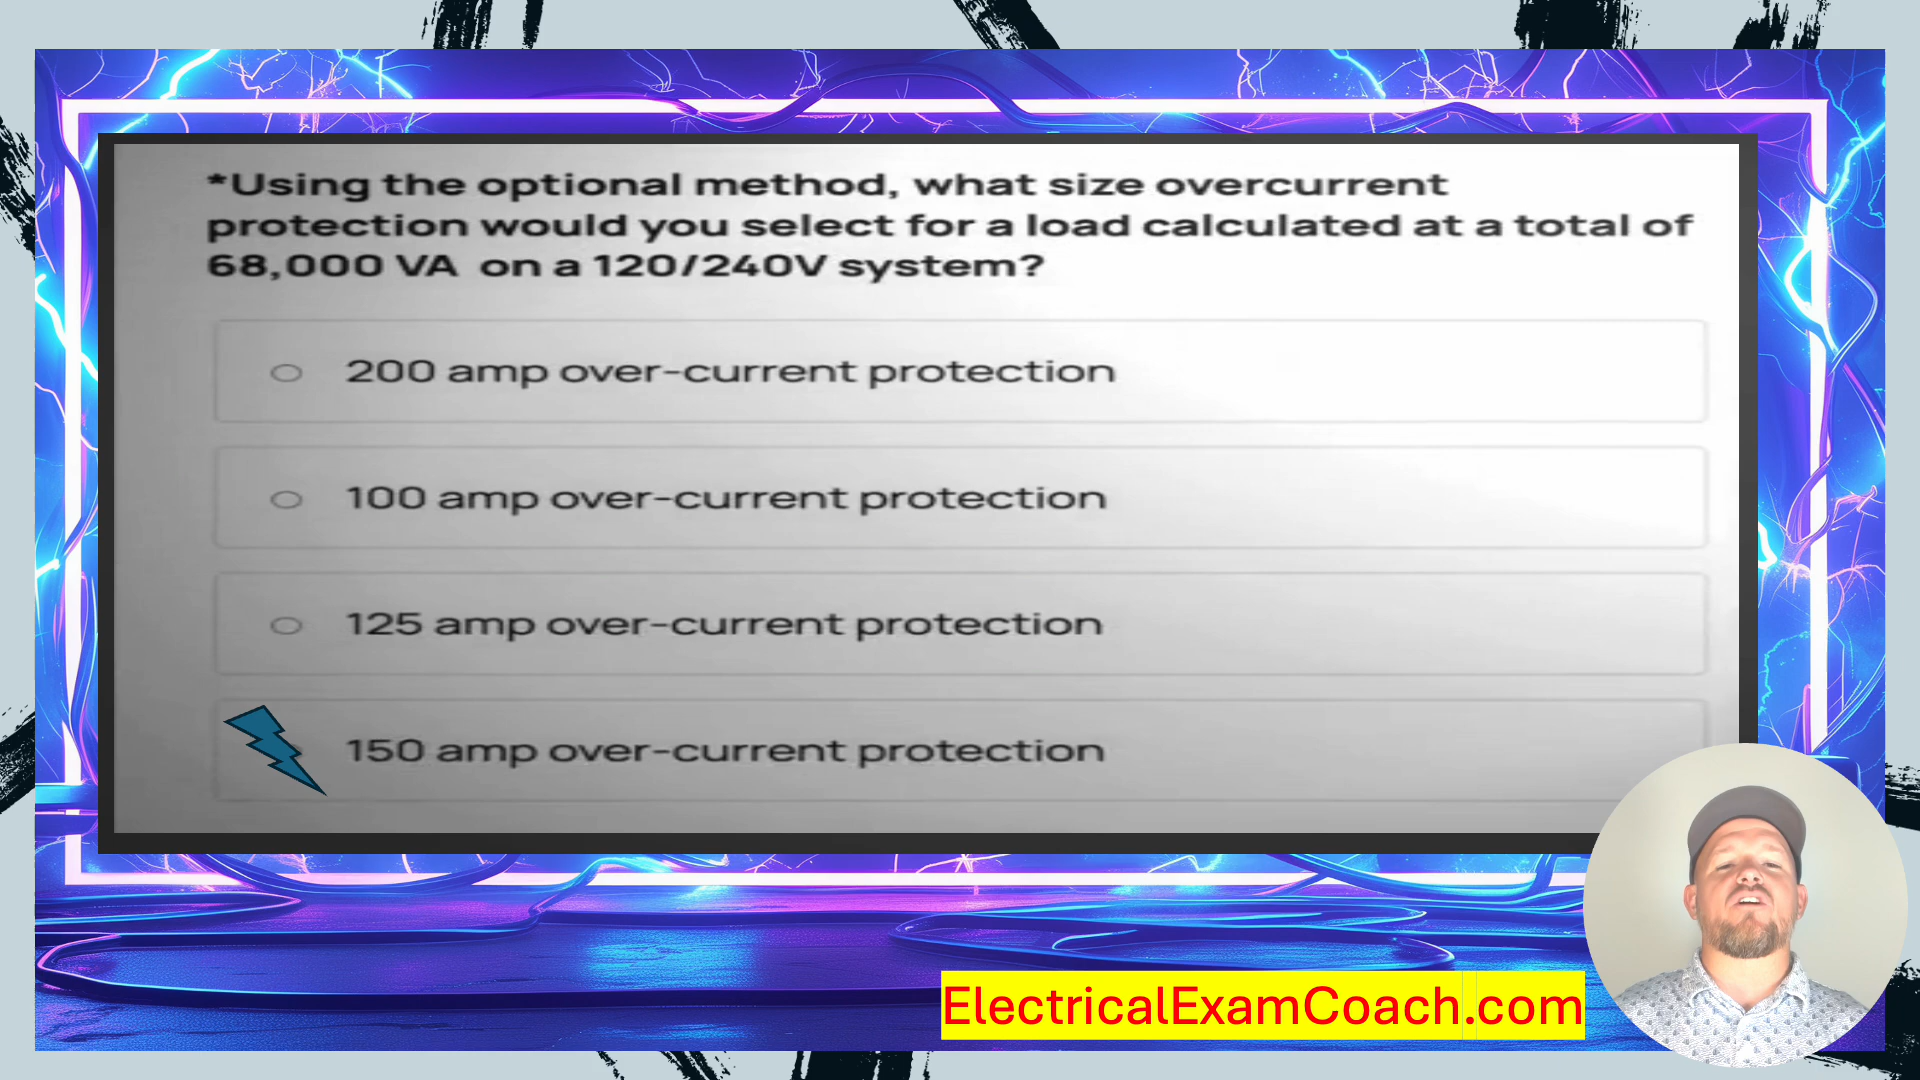 *Using the optional method, what size overcurrent
protection would you select for a load calculated at a total of
68,000 VA on a 120/240V system?
200 amp over-current protection
100 amp over-current protection
125 amp over-current protection
150 amp over-current protection
ElectricalExamCoach.com